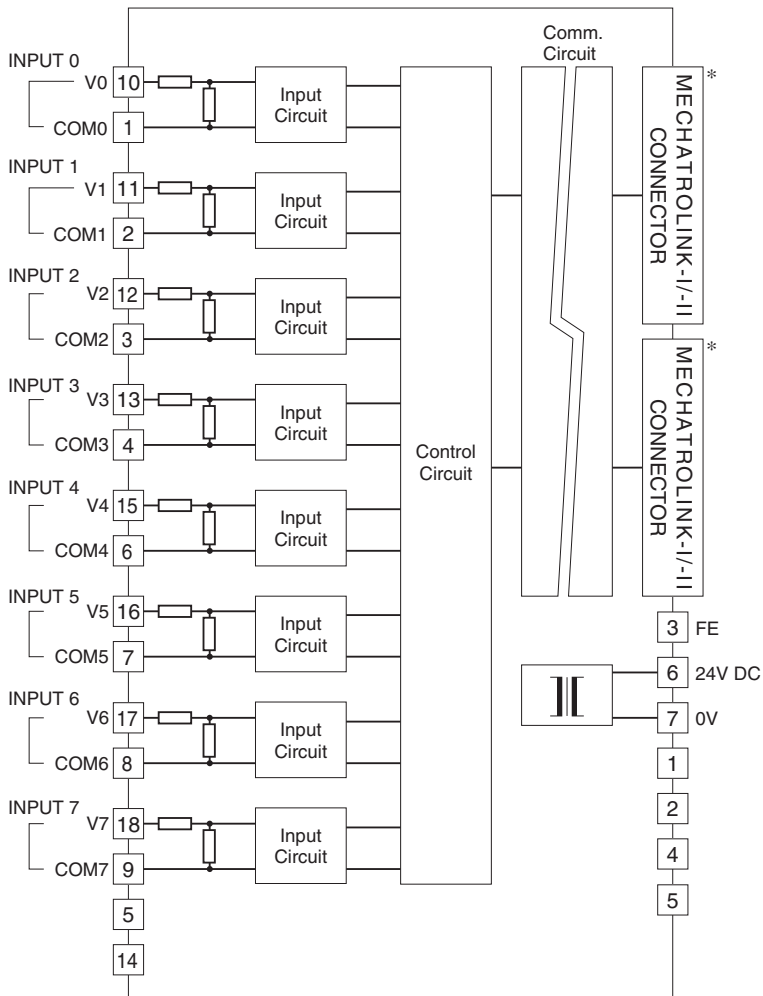 Comm.
Circuit
INPUT 0
V0 10
COM0 1
Input
Circuit
INPUT 1
V1 11
COM1 2
Input
Circuit
INPUT 2
V2 12
COM2 3
Input
Circuit
INPUT 3
V3 13
COM3 4
Input
Circuit
INPUT 4
V4 15
COM4 6
Input
Circuit
INPUT 5
V5 16
COM5 7
Input
Circuit
INPUT 6
V6 17
COM6 8
Input
Circuit
INPUT 7
V7 18
COM7 9
Input
Circuit
5
14
Control
Circuit
*
MECHATROLINK-I/-II
CONNECTOR
*
MECHATROLINK-I/-II
CONNECTOR
3 FE
6 24V DC
7 0V
1
2
4
5